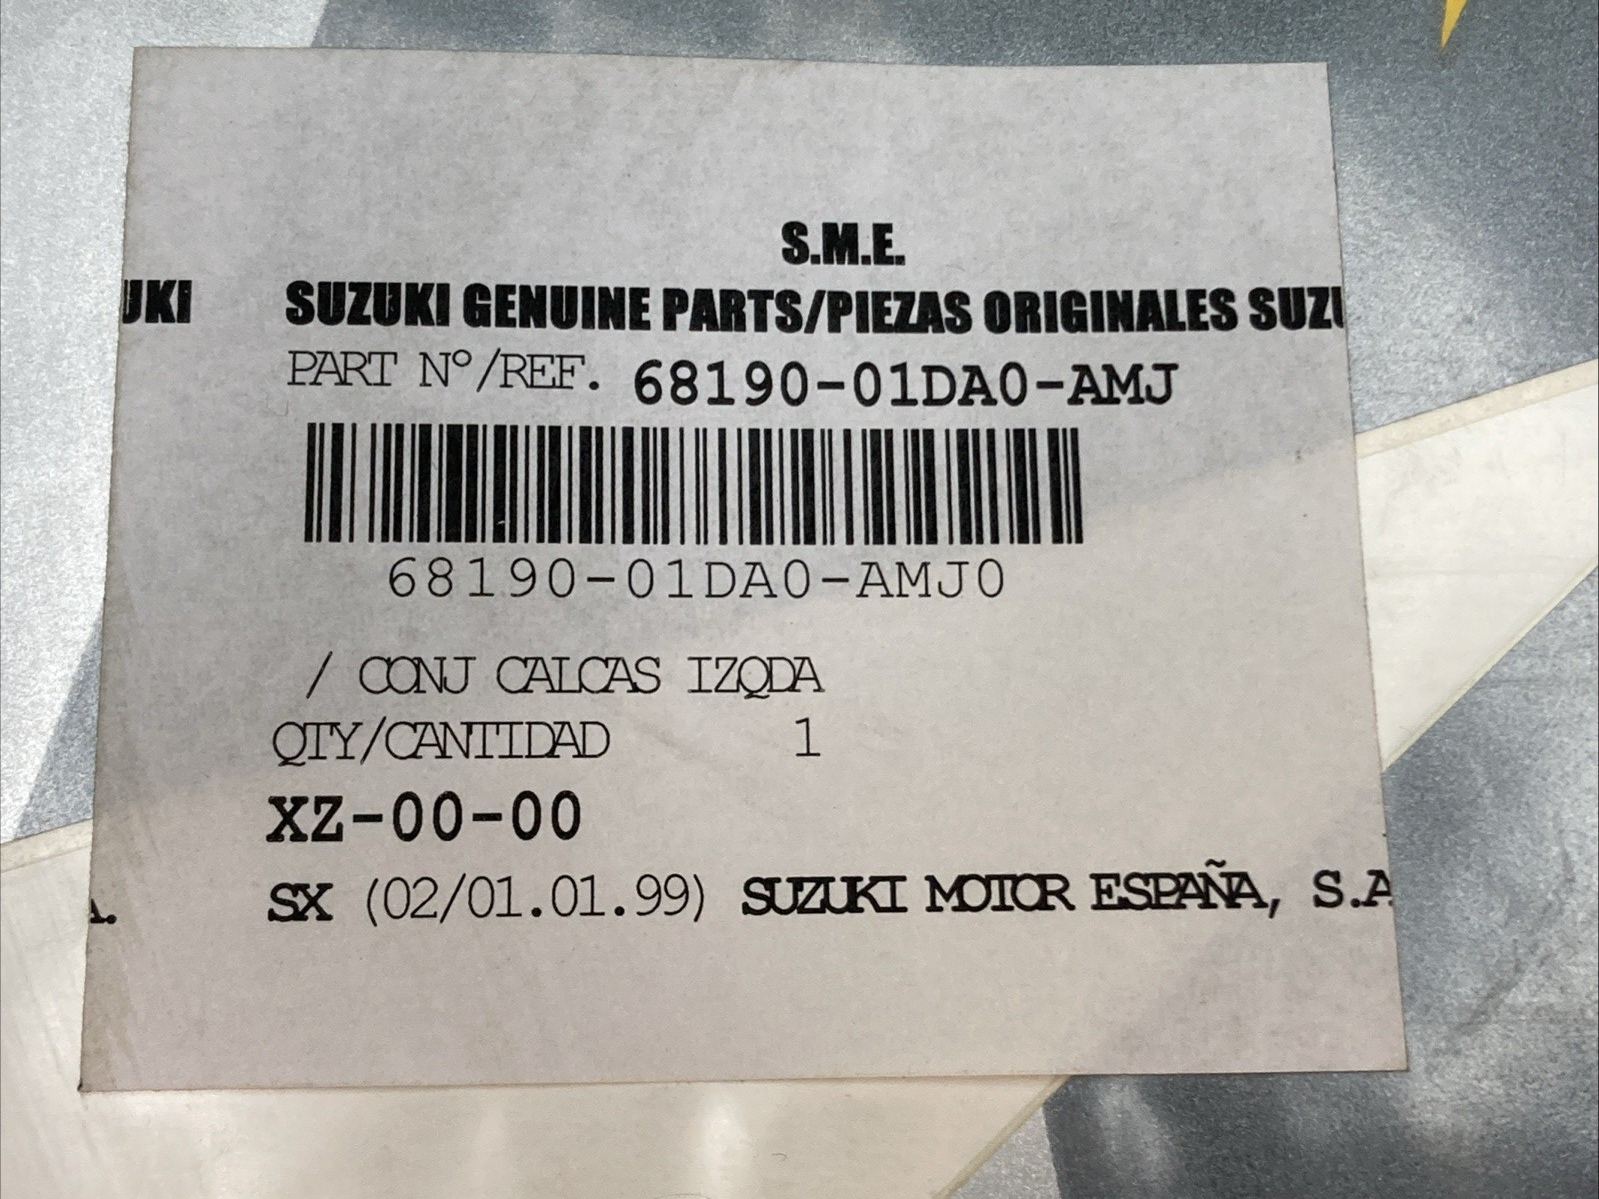 S.M.E.
UKI SUZUKI GENUINE PARTS/PIEZAS ORIGINALES SUZU
PART Nº/REF. 68190-01DA0-AMJ
68190-01DA0-AMJ0
/ CONJ CALCAS IZQDA
QTY/CANTIDAD 1
XZ-00-00
A. SX (02/01.01.99) SUZUKI MOTOR ESPAÑA, S.A